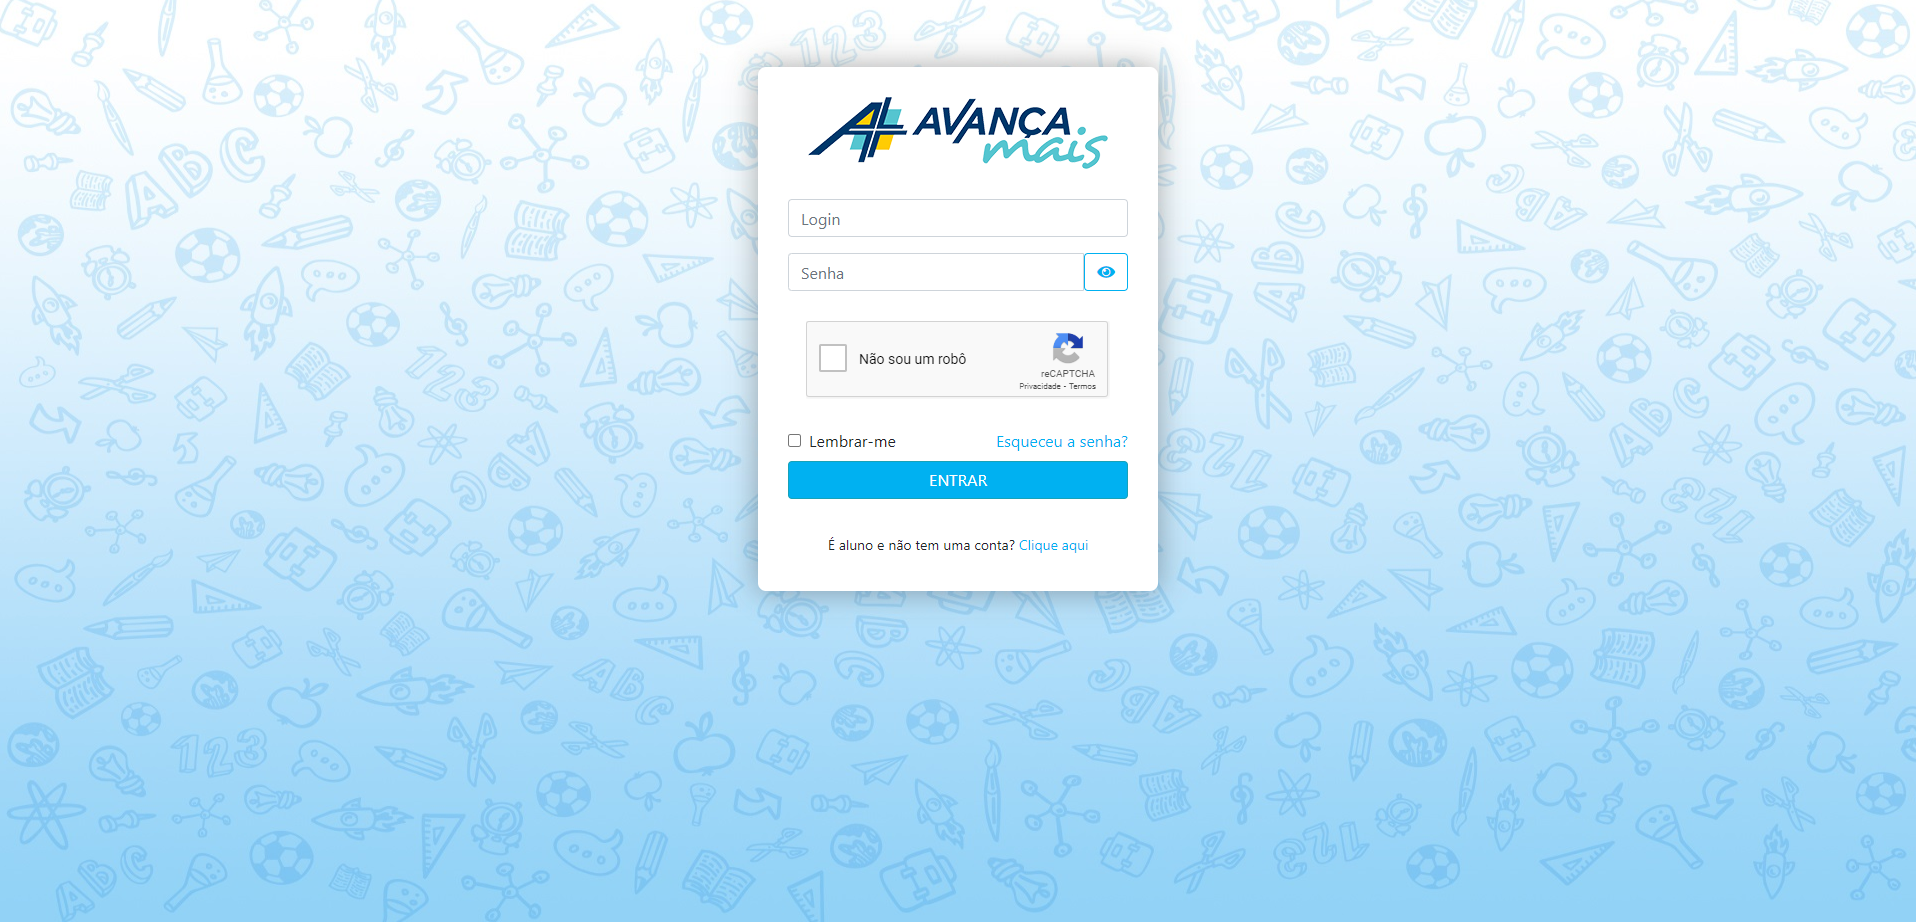 AVANÇA
mais
Login
Senha
Não sou um robô
reCAPTCHA
Privacidade - Termos
Lembrar-me
Esqueceu a senha?
ENTRAR
É aluno e não tem uma conta? Clique aqui